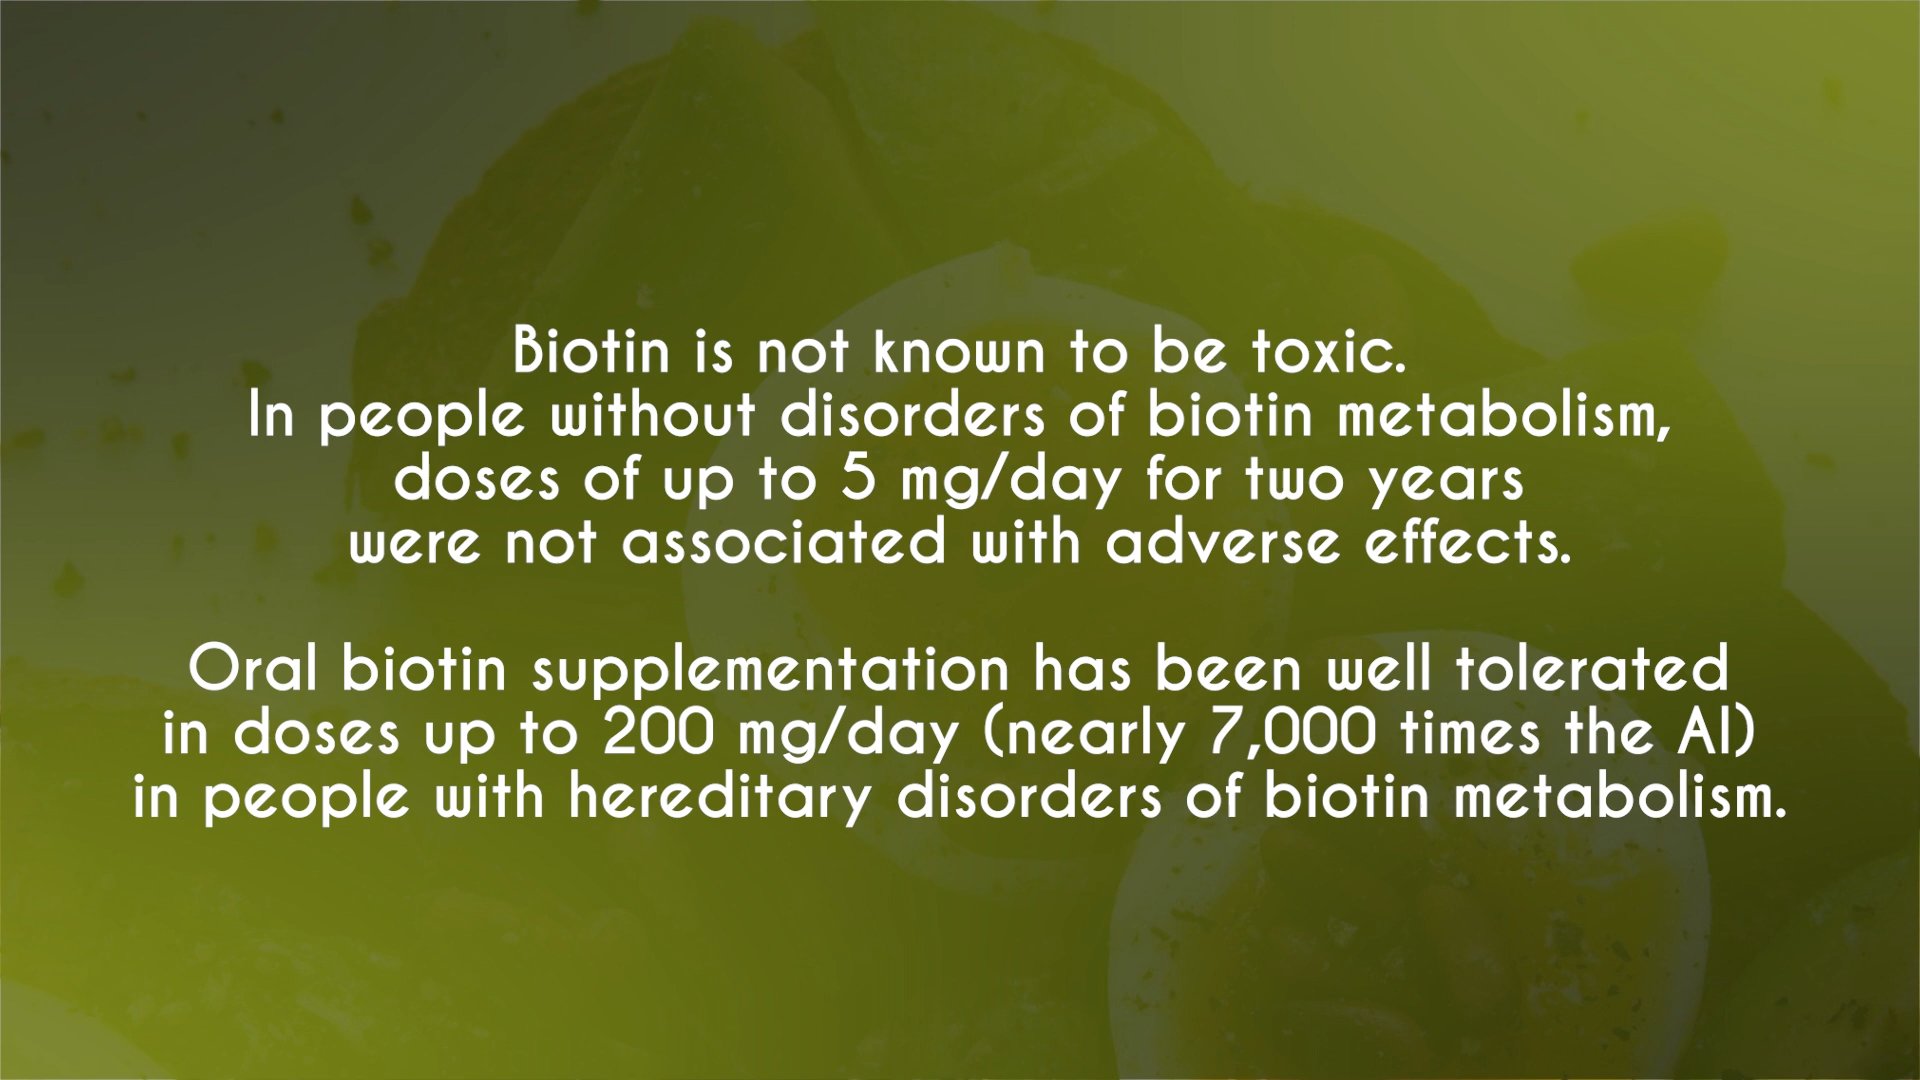 Biotin is not known to be toxic.
In people without disorders of biotin metabolism,
doses of up to 5 mg/day for two years
were not associated with adverse effects.
Oral biotin supplementation has been well tolerated
in doses up to 200 mg/day (nearly 7,000 times the AI)
in people with hereditary disorders of biotin metabolism.